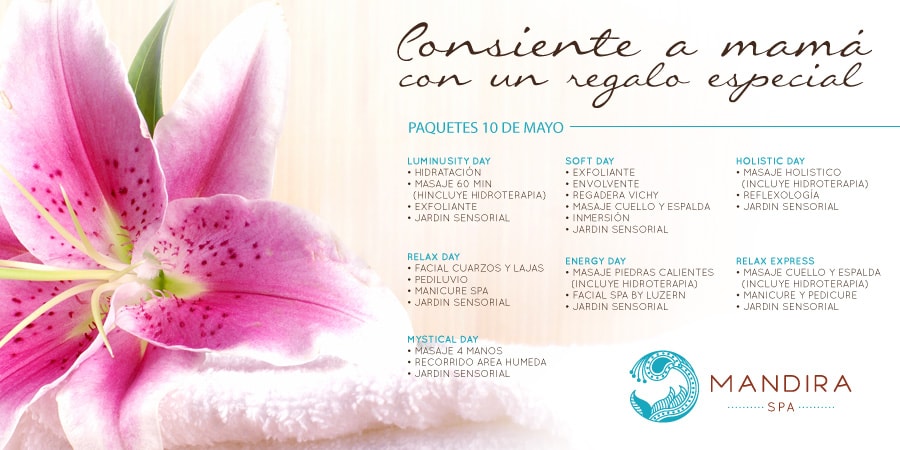 Consiente a mamá
con un regalo especial
PAQUETES 10 DE MAYO
LUMINUSITY DAY
• HIDRATACIÓN
• MASAJE 60 MIN
(HINCLUYE HIDROTERAPIA)
• EXFOLIANTE
• JARDIN SENSORIAL
SOFT DAY
• EXFOLIANTE
• ENVOLVENTE
• REGADERA VICHY
• MASAJE CUELLO Y ESPALDA
• INMERSIÓN
• JARDIN SENSORIAL
HOLISTIC DAY
• MASAJE HOLISTICO
(INCLUYE HIDROTERAPIA)
• REFLEXOLOGÍA
• JARDIN SENSORIAL
RELAX DAY
• FACIAL CUARZOS Y LAJAS
• PEDILUVIO
• MANICURE SPA
• JARDIN SENSORIAL
ENERGY DAY
• MASAJE PIEDRAS CALIENTES
(INCLUYE HIDROTERAPIA)
• FACIAL SPA BY LUZERN
• JARDIN SENSORIAL
RELAX EXPRESS
• MASAJE CUELLO Y ESPALDA
(INCLUYE HIDROTERAPIA)
• MANICURE Y PEDICURE
• JARDIN SENSORIAL
MYSTICAL DAY
• MASAJE 4 MANOS
• RECORRIDO AREA HUMEDA
• JARDIN SENSORIAL
MANDIRA
SPA